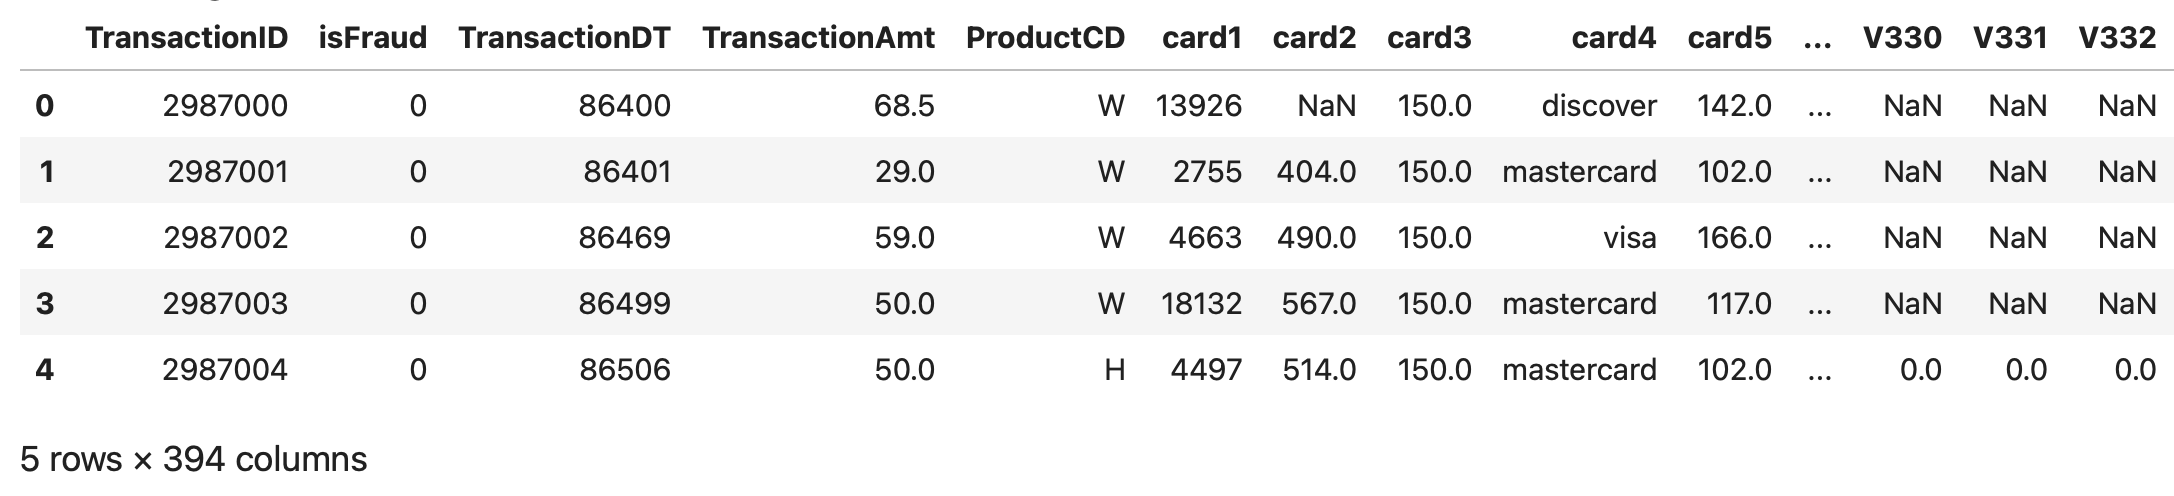 TransactionID isFraud TransactionDT TransactionAmt ProductCD card1 card2 card3 card4 card5 ... V330 V331 V332
0 2987000 0 86400 68.5 W 13926 NaN 150.0 discover 142.0 ... NaN NaN NaN
1 2987001 0 86401 29.0 W 2755 404.0 150.0 mastercard 102.0 ... NaN NaN NaN
2 2987002 0 86469 59.0 W 4663 490.0 150.0 visa 166.0 ... NaN NaN NaN
3 2987003 0 86499 50.0 W 18132 567.0 150.0 mastercard 117.0 ... NaN NaN NaN
4 2987004 0 86506 50.0 H 4497 514.0 150.0 mastercard 102.0 ... 0.0 0.0 0.0
5 rows × 394 columns